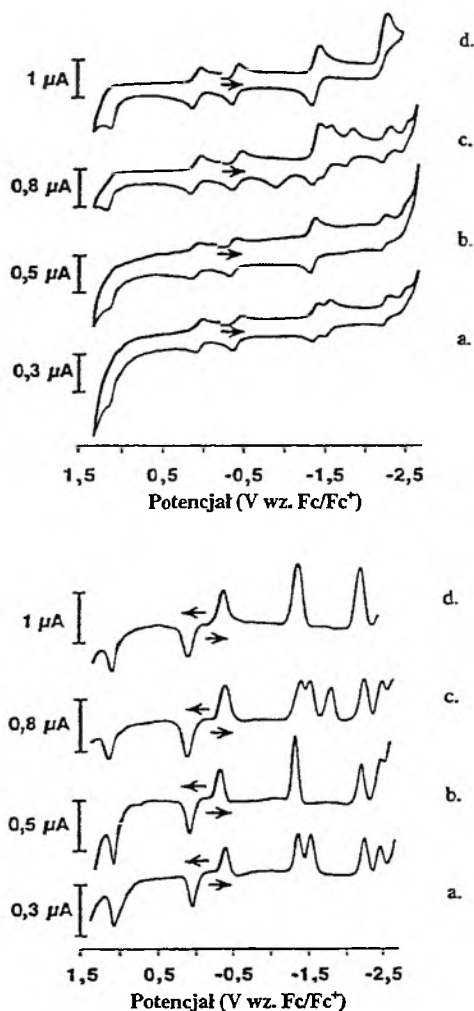 d.
1 µA
c.
0,8 µA
b.
0,5 µA
a.
0,3 µA
1,5 0,5 -0,5 -1,5 -2,5
Potencjał (V wz. Fc/Fc⁺)
d.
1 µA
c.
0,8 µA
b.
0,5 µA
a.
0,3 µA
1,5 0,5 -0,5 -1,5 -2,5
Potencjał (V wz. Fc/Fc⁺)